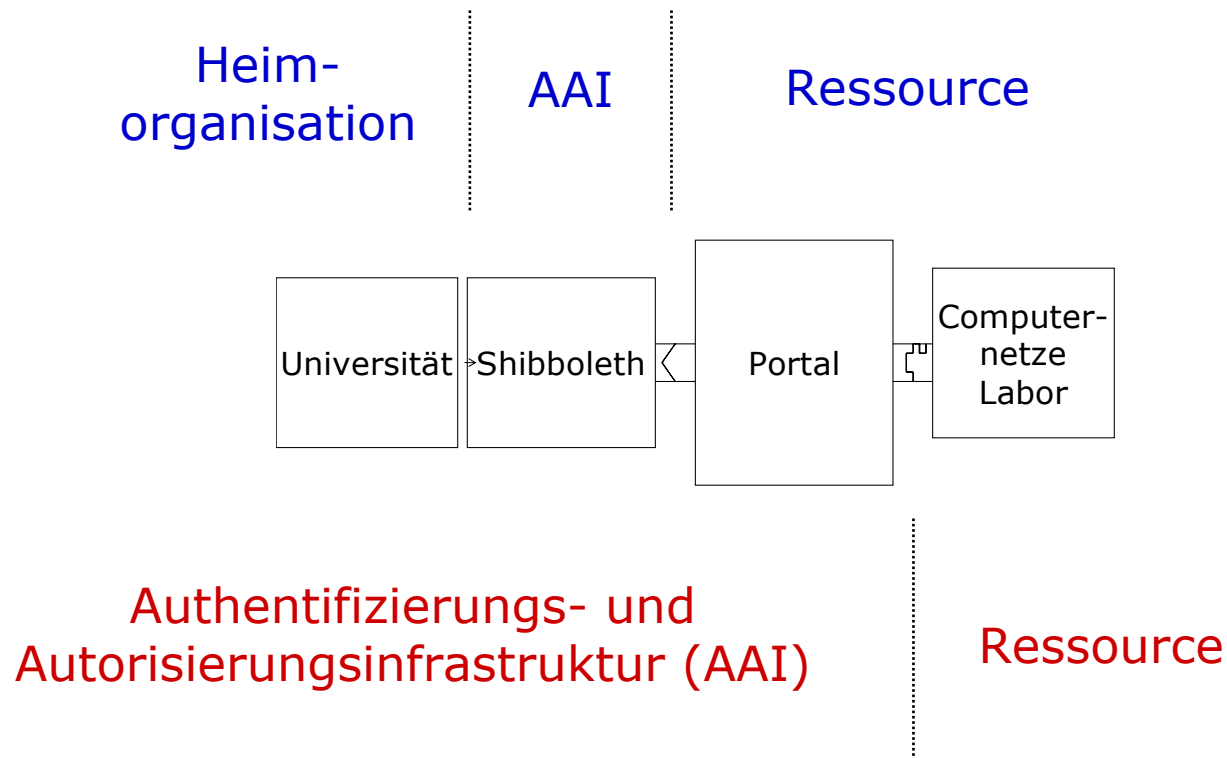 Heim-
organisation
AAI
Ressource
Universität
Shibboleth
Portal
Computer-
netze
Labor
Authentifizierungs- und
Autorisierungsinfrastruktur (AAI)
Ressource